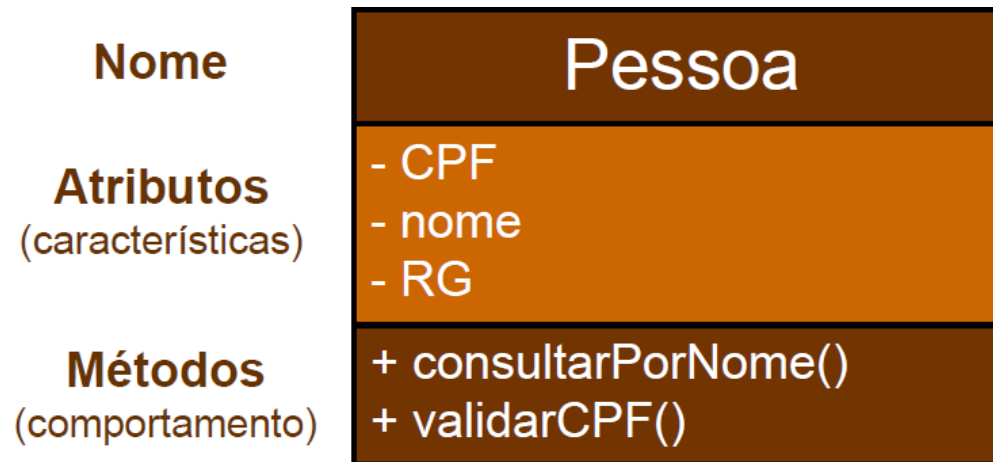 Nome
Pessoa
Atributos
(características)
- CPF
- nome
- RG
Métodos
(comportamento)
+ consultarPorNome()
+ validarCPF()